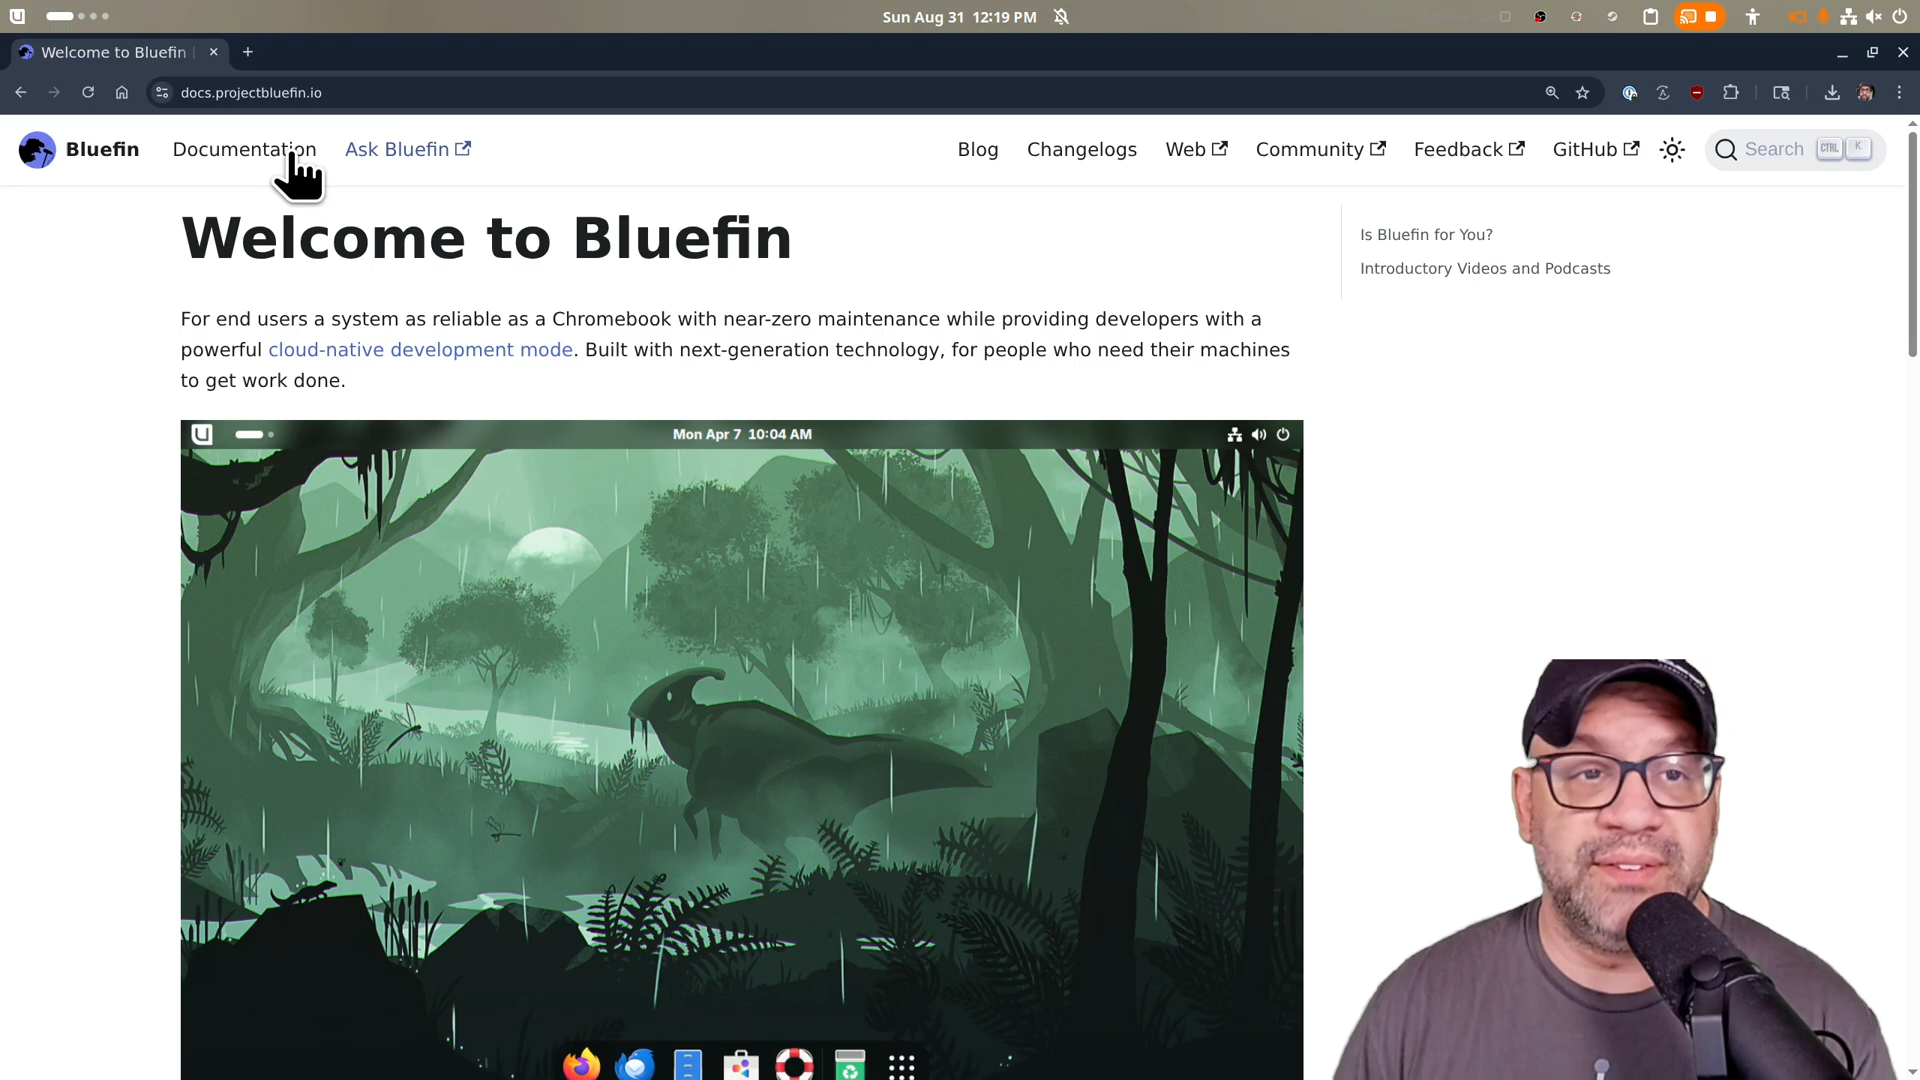 Sun Aug 31 12:19 PM
Welcome to Bluefin
docs.projectbluefin.io
Bluefin Documentation Ask Bluefin Blog Changelogs Web Community Feedback GitHub Search CTRL K
Welcome to Bluefin
For end users a system as reliable as a Chromebook with near-zero maintenance while providing developers with a
powerful cloud-native development mode. Built with next-generation technology, for people who need their machines
to get work done.
Is Bluefin for You?
Introductory Videos and Podcasts
Mon Apr 7 10:04 AM